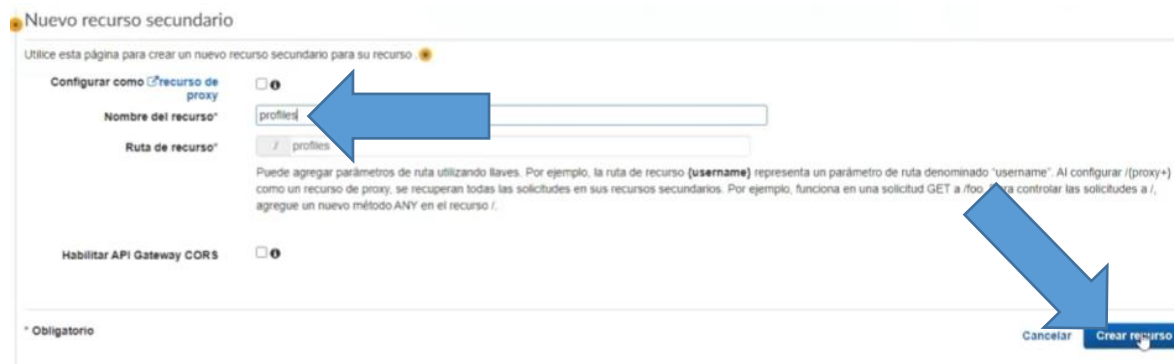 Nuevo recurso secundario
Utilice esta página para crear un nuevo recurso secundario para su recurso .
Configurar como recurso de
proxy
Nombre del recurso*
profiles
Ruta de recurso*
/ profiles
Puede agregar parámetros de ruta utilizando llaves. Por ejemplo, la ruta de recurso {username} representa un parámetro de ruta denominado "username". Al configurar /{proxy+}
como un recurso de proxy, se recuperan todas las solicitudes en sus recursos secundarios. Por ejemplo, funciona en una solicitud GET a /foo. controlar las solicitudes a /,
agregue un nuevo método ANY en el recurso /.
Habilitar API Gateway CORS
* Obligatorio
Cancelar Crear recurso